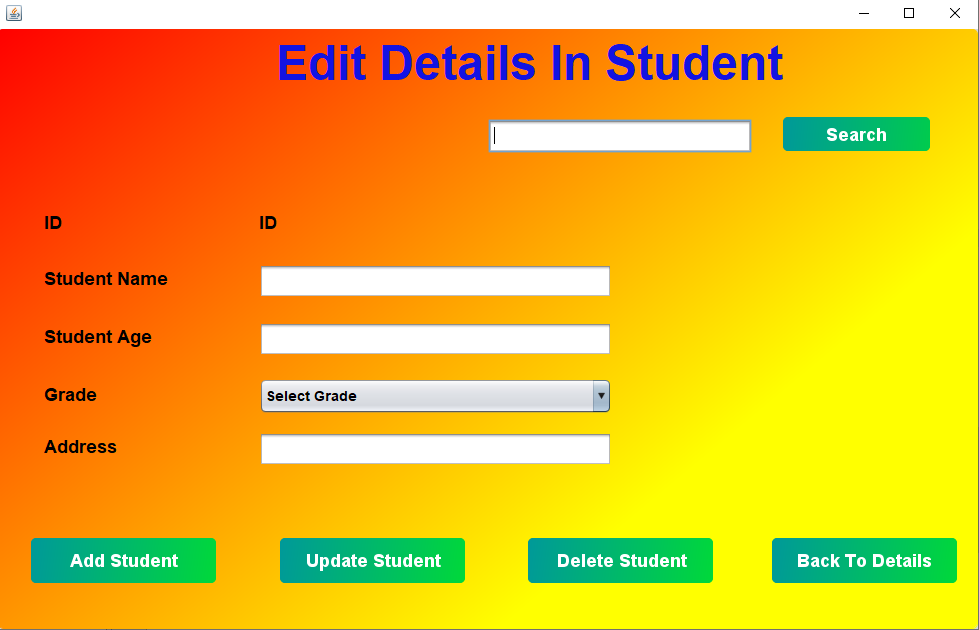 Edit Details In Student
Search
ID ID
Student Name
Student Age
Grade Select Grade
Address
Add Student Update Student Delete Student Back To Details